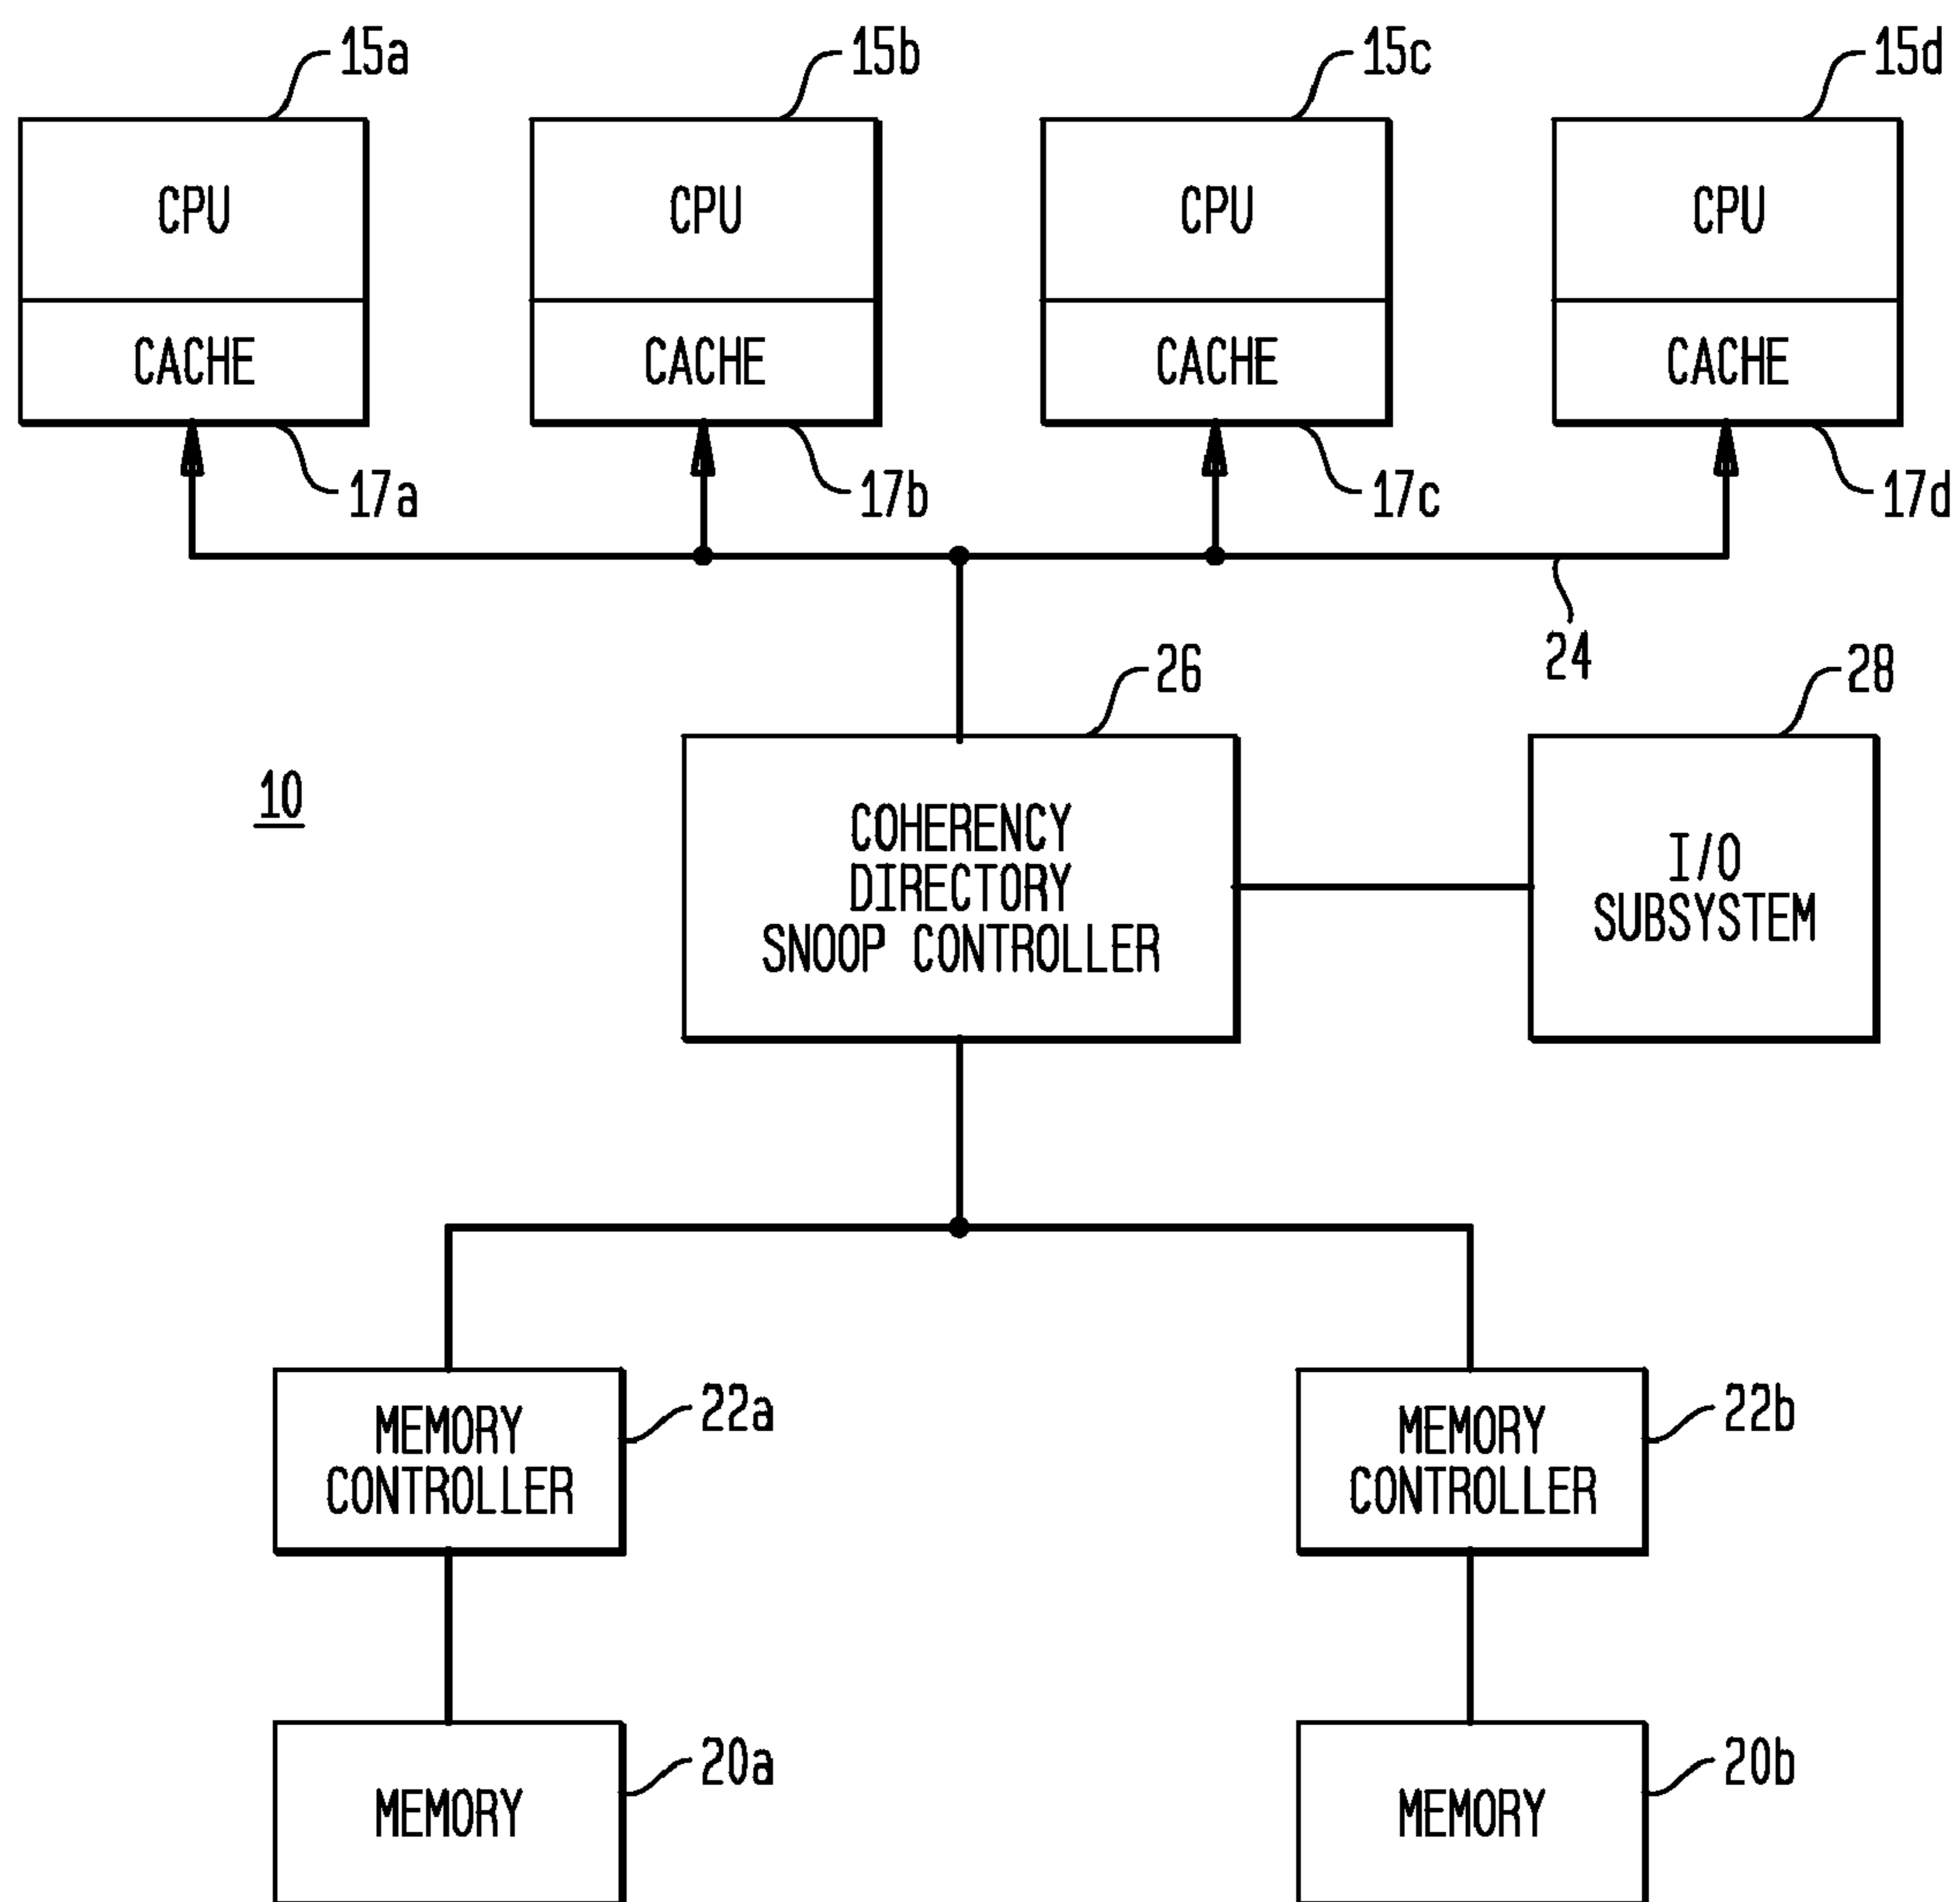 15a
15b
15c
15d
CPU
CPU
CPU
CPU
CACHE
CACHE
CACHE
CACHE
17a
17b
17c
17d
24
26
28
10
COHERENCY
DIRECTORY
SNOOP CONTROLLER
I/O
SUBSYSTEM
22a
22b
MEMORY
CONTROLLER
MEMORY
CONTROLLER
20a
20b
MEMORY
MEMORY